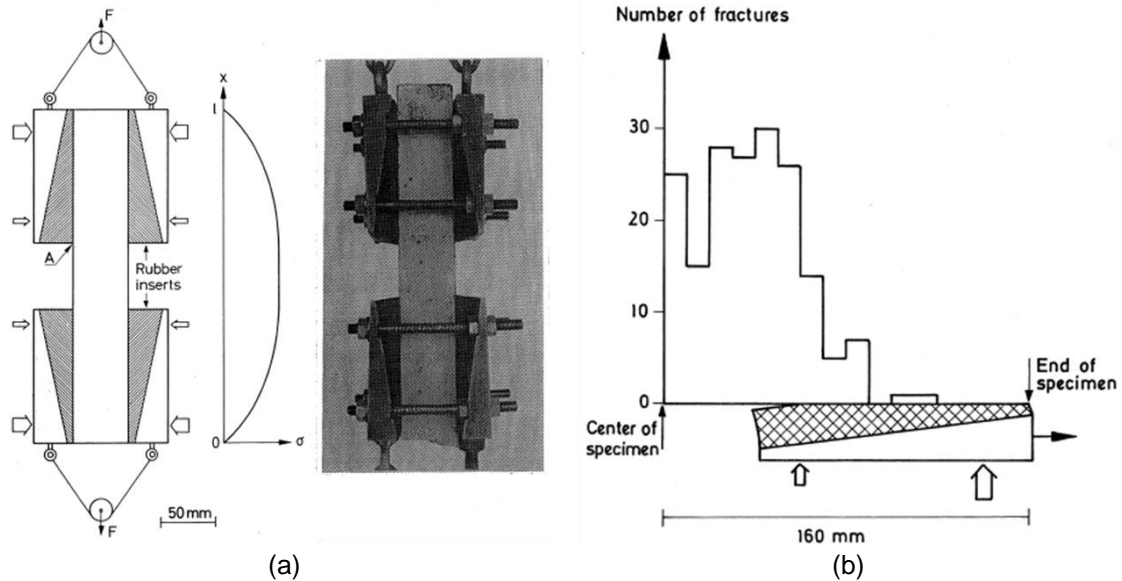 F
x
l
A
Rubber
inserts
0
σ
F
50mm
(a)
Number of fractures
30
20
10
0
Center of
specimen
End of
specimen
160 mm
(b)